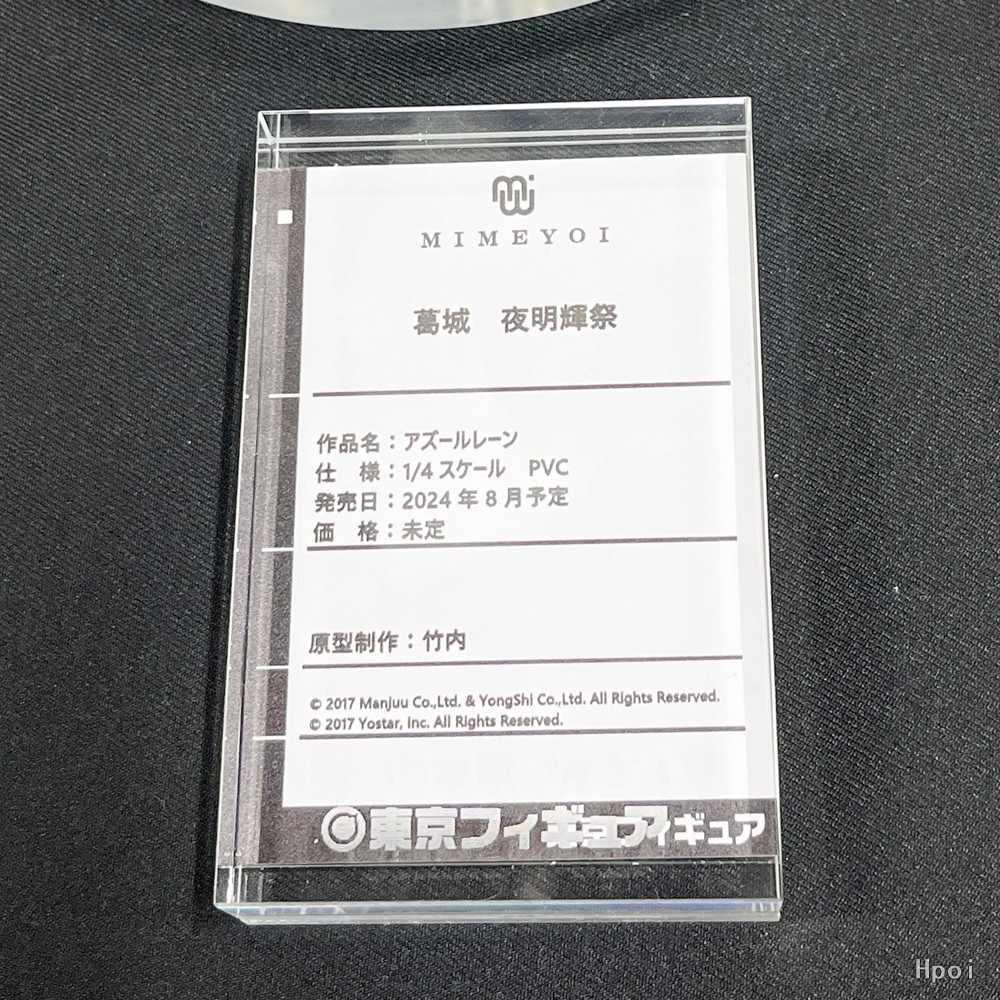 mwi
MIMEYOI
葛城　夜明輝祭
作品名：アズールレーン
仕　様：1/4 スケール　PVC
発売日：2024 年 8 月予定
価　格：未定
原型制作：竹内
© 2017 Manjuu Co.,Ltd. & YongShi Co.,Ltd. All Rights Reserved.
© 2017 Yostar, Inc. All Rights Reserved.
東京フィギュア
Hpoi